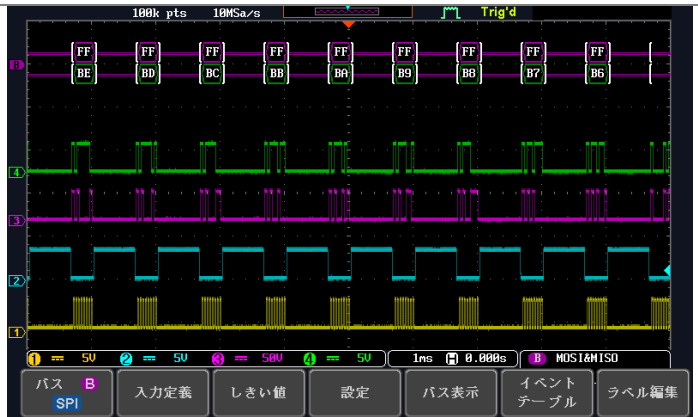 100k pts 10MSa/s Trig'd
FF FF FF FF FF FF FF FF FF
B
BE BD BC BB BA B9 B8 B7 B6
4
3
2
1
1 5V 2 5V 3 50V 4 5V 1ms H 0.000s B MOSI&MISO
バス B 入力定義 しきい値 設定 バス表示 イベント ラベル編集
SPI テーブル